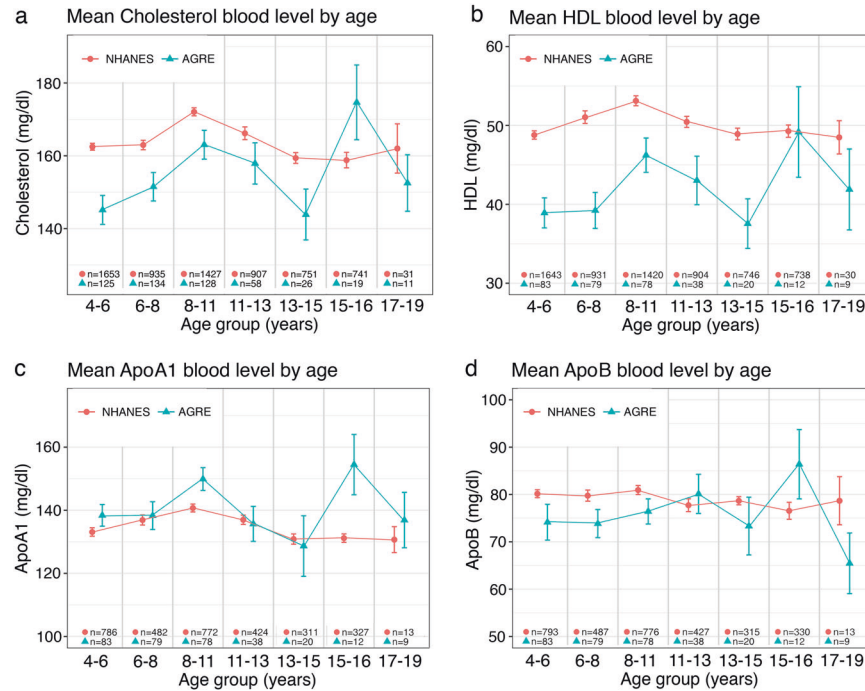 a Mean Cholesterol blood level by age
NHANES AGRE
Cholesterol (mg/dl)
180
160
140
n=1653 n=935 n=1427 n=907 n=751 n=741 n=31
n=125 n=134 n=128 n=58 n=26 n=19 n=11
4-6 6-8 8-11 11-13 13-15 15-16 17-19
Age group (years)
b Mean HDL blood level by age
NHANES AGRE
HDL (mg/dl)
60
50
40
30
n=1643 n=931 n=1420 n=904 n=746 n=738 n=30
n=83 n=79 n=78 n=38 n=20 n=12 n=9
4-6 6-8 8-11 11-13 13-15 15-16 17-19
Age group (years)
c Mean ApoA1 blood level by age
NHANES AGRE
ApoA1 (mg/dl)
160
140
120
100
n=786 n=482 n=772 n=424 n=311 n=327 n=13
n=83 n=79 n=78 n=38 n=20 n=12 n=9
4-6 6-8 8-11 11-13 13-15 15-16 17-19
Age group (years)
d Mean ApoB blood level by age
NHANES AGRE
ApoB (mg/dl)
100
90
80
70
60
50
n=793 n=487 n=776 n=427 n=315 n=330 n=13
n=83 n=79 n=78 n=38 n=20 n=12 n=9
4-6 6-8 8-11 11-13 13-15 15-16 17-19
Age group (years)